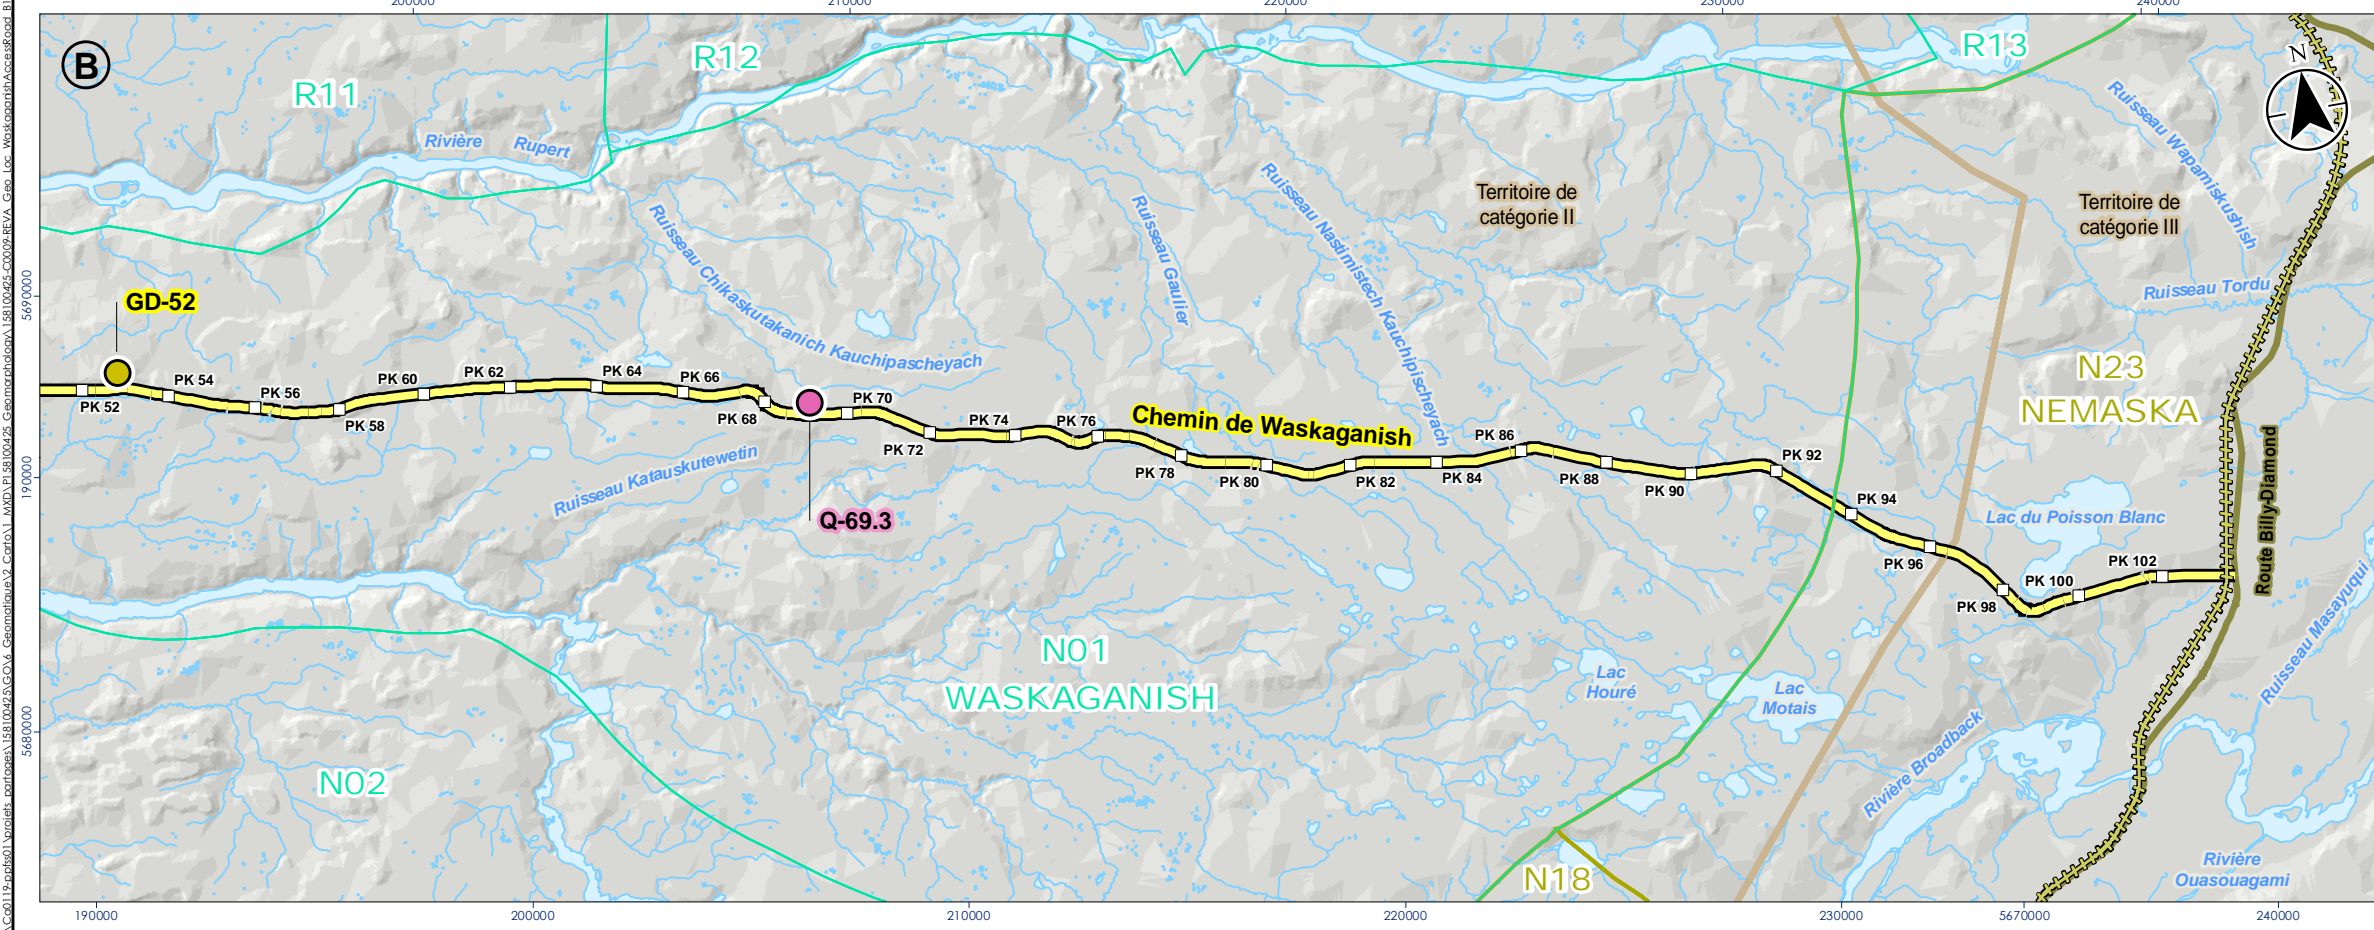 200000
210000
220000
230000
240000
B
R11
R12
R13
N
Rivière Rupert
Ruisseau Wapamiskushish
Territoire de
catégorie II
Territoire de
catégorie III
Ruisseau Chikaskutakanich Kauchipascheyach
Ruisseau Gaulier
Ruisseau Nastimistech Kauchipischeyach
Ruisseau Tordu
5690000
GD-52
N23
NEMASKA
PK 52
PK 54
PK 56
PK 58
PK 60
PK 62
PK 64
PK 66
PK 68
PK 70
PK 72
PK 74
PK 76
PK 78
PK 80
PK 82
PK 84
PK 86
PK 88
PK 90
PK 92
PK 94
PK 96
PK 98
PK 100
PK 102
Chemin de Waskaganish
Route Billy-Diamond
190000
Ruisseau Katauskutewetin
Q-69.3
Lac du Poisson Blanc
Ruisseau Masayuqui
N01
WASKAGANISH
Lac
Houré
Lac
Motais
Rivière Broadback
5680000
N02
N18
Rivière
Ouasouagami
190000
200000
210000
220000
230000
5670000
240000